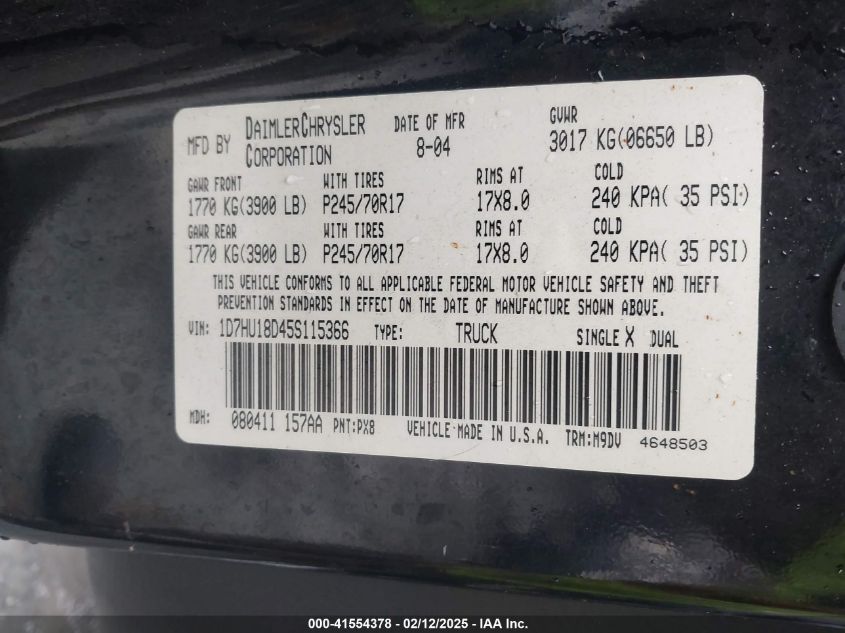 MFD BY DAIMLERCHRYSLER CORPORATION DATE OF MFR 8-04 GVWR 3017 KG(06650 LB)
GAWR FRONT WITH TIRES RIMS AT COLD
1770 KG(3900 LB) P245/70R17 17X8.0 240 KPA( 35 PSI)
GAWR REAR WITH TIRES RIMS AT COLD
1770 KG(3900 LB) P245/70R17 17X8.0 240 KPA( 35 PSI)
THIS VEHICLE CONFORMS TO ALL APPLICABLE FEDERAL MOTOR VEHICLE SAFETY AND THEFT
PREVENTION STANDARDS IN EFFECT ON THE DATE OF MANUFACTURE SHOWN ABOVE.
VIN: 1D7HU18D45S115366 TYPE: TRUCK SINGLE X DUAL
MDH: 080411 157AA PNT:PX8 VEHICLE MADE IN U.S.A. TRM:M9DV 4648503
000-41554378 - 02/12/2025 - IAA Inc.